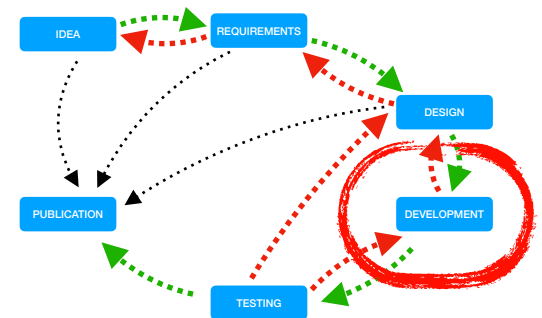 IDEA
REQUIREMENTS
DESIGN
PUBLICATION
DEVELOPMENT
TESTING